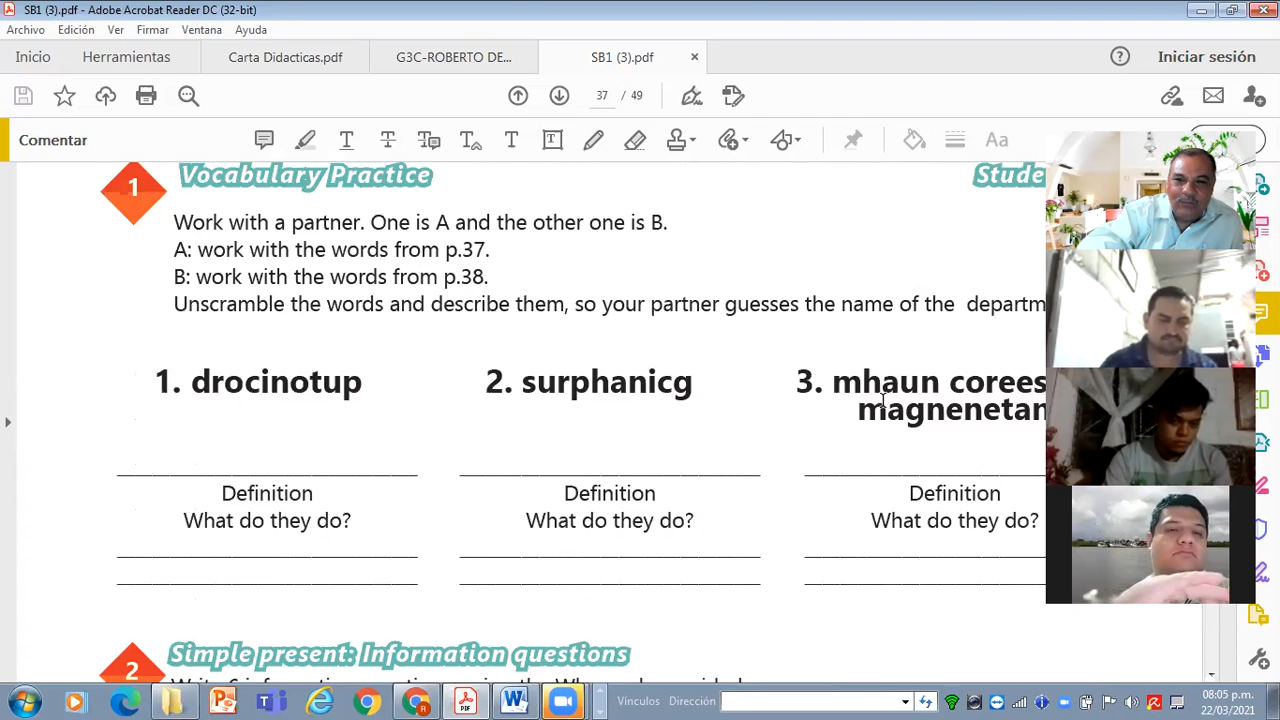 SB1 (3).pdf - Adobe Acrobat Reader DC (32-bit)
Archivo Edición Ver Firmar Ventana Ayuda
Inicio Herramientas Carta Didacticas.pdf G3C-ROBERTO DE... SB1 (3).pdf × Iniciar sesión
37 / 49
Comentar
1 Vocabulary Practice Stude
Work with a partner. One is A and the other one is B.
A: work with the words from p.37.
B: work with the words from p.38.
Unscramble the words and describe them, so your partner guesses the name of the departm
1. drocinotup 2. surphanicg 3. mhaun corees
magnenetan
Definition Definition Definition
What do they do? What do they do? What do they do?
2 Simple present: Information questions
Vínculos Dirección 08:05 p.m.
22/03/2021